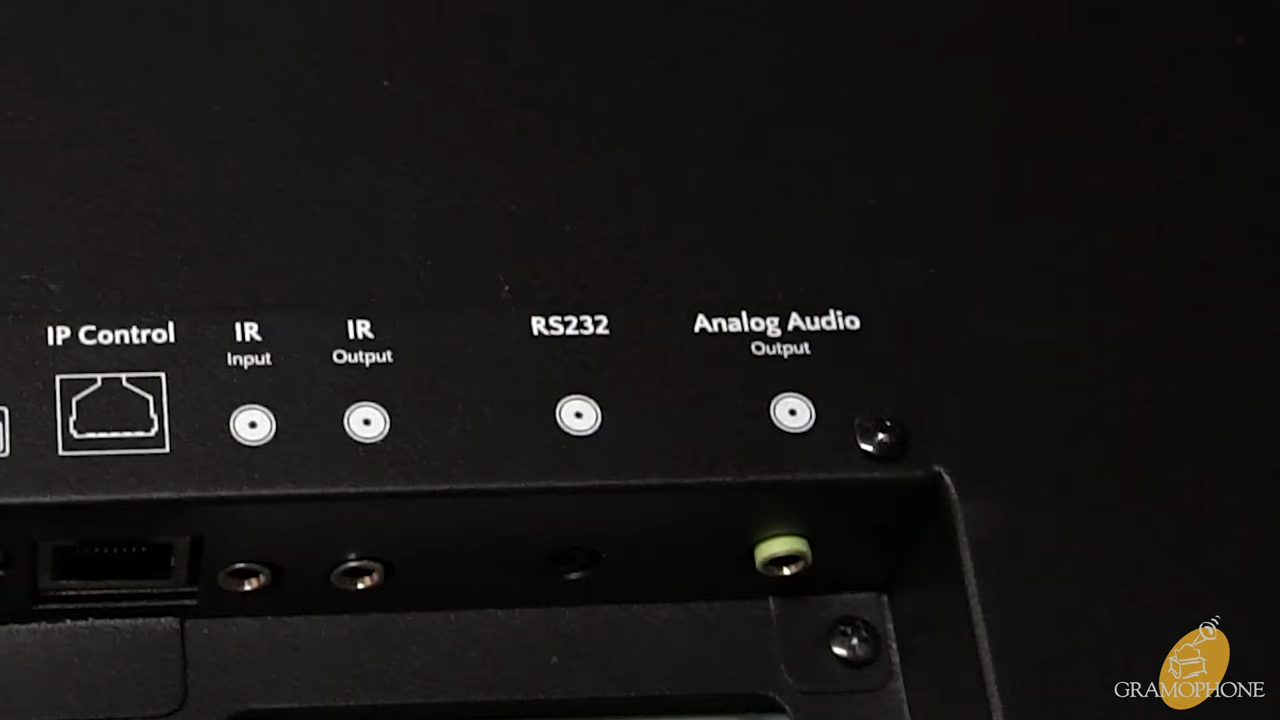 IP Control
IR
Input
IR
Output
RS232
Analog Audio
Output
GRAMOPHONE